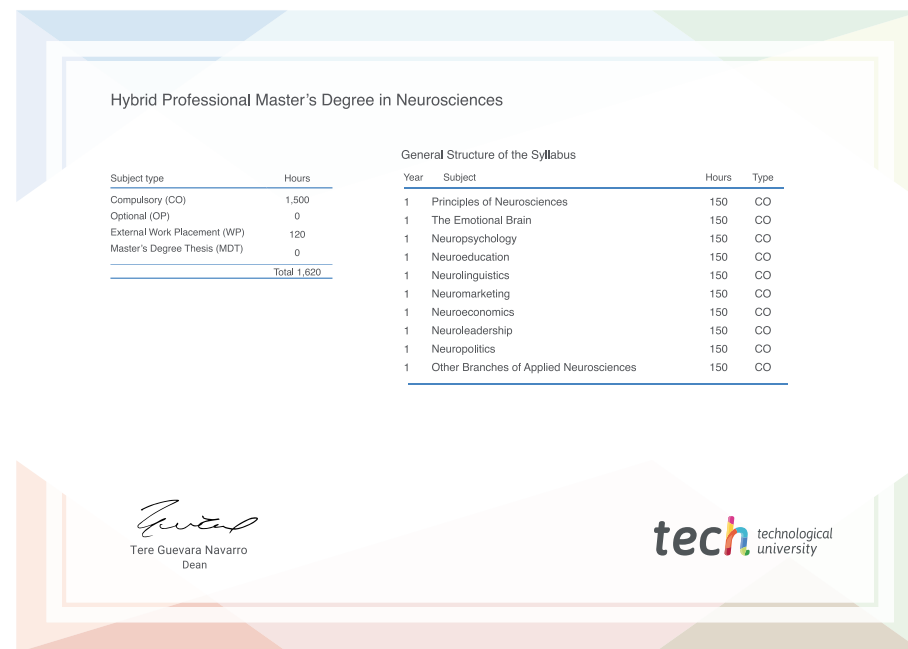 Hybrid Professional Master's Degree in Neurosciences
Subject type Hours
Compulsory (CO) 1,500
Optional (OP) 0
External Work Placement (WP) 120
Master's Degree Thesis (MDT) 0
Total 1,620
General Structure of the Syllabus
Year Subject Hours Type
1 Principles of Neurosciences 150 CO
1 The Emotional Brain 150 CO
1 Neuropsychology 150 CO
1 Neuroeducation 150 CO
1 Neurolinguistics 150 CO
1 Neuromarketing 150 CO
1 Neuroeconomics 150 CO
1 Neuroleadership 150 CO
1 Neuropolitics 150 CO
1 Other Branches of Applied Neurosciences 150 CO
Tere Guevara Navarro
Dean
tech technological
university